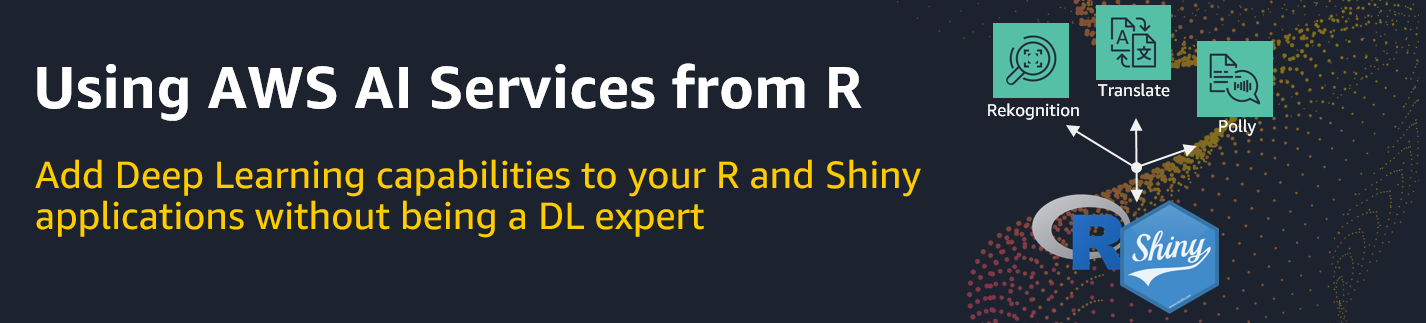 Using AWS AI Services from R
Add Deep Learning capabilities to your R and Shiny
applications without being a DL expert
Rekognition
Translate
Polly
A 文
R
Shiny